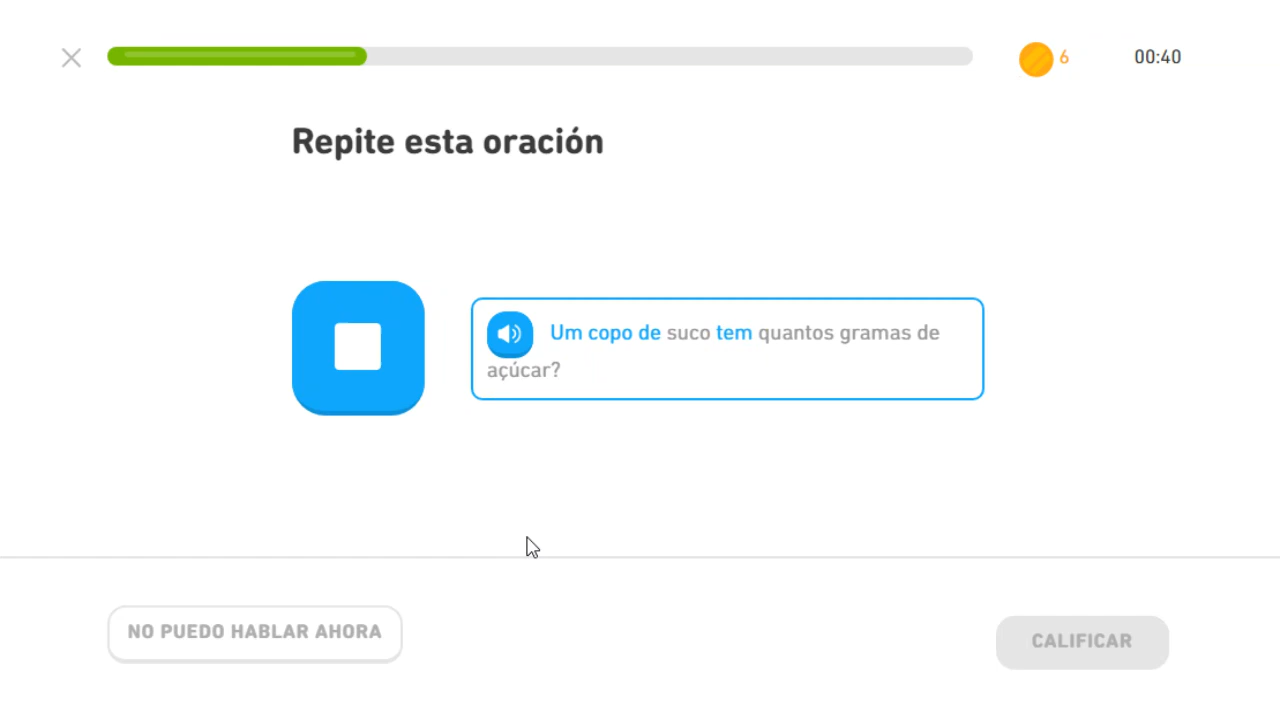 6
00:40
Repite esta oración
Um copo de suco tem quantos gramas de
açúcar?
NO PUEDO HABLAR AHORA
CALIFICAR